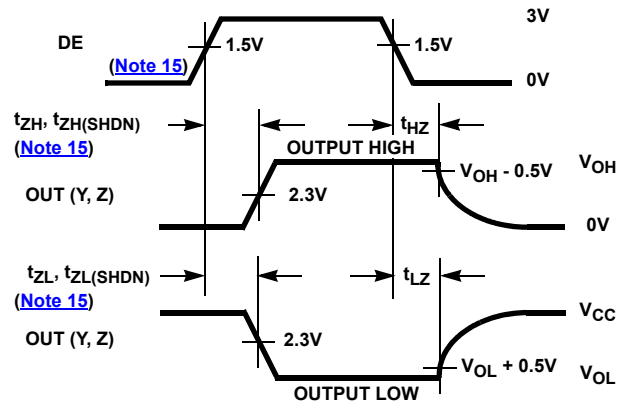 3V
DE
1.5V
1.5V
(Note 15)
0V
tZH, tZH(SHDN)
tHZ
(Note 15)
OUTPUT HIGH
VOH - 0.5V
VOH
OUT (Y, Z)
2.3V
0V
tZL, tZL(SHDN)
tLZ
(Note 15)
VCC
OUT (Y, Z)
2.3V
VOL + 0.5V
VOL
OUTPUT LOW